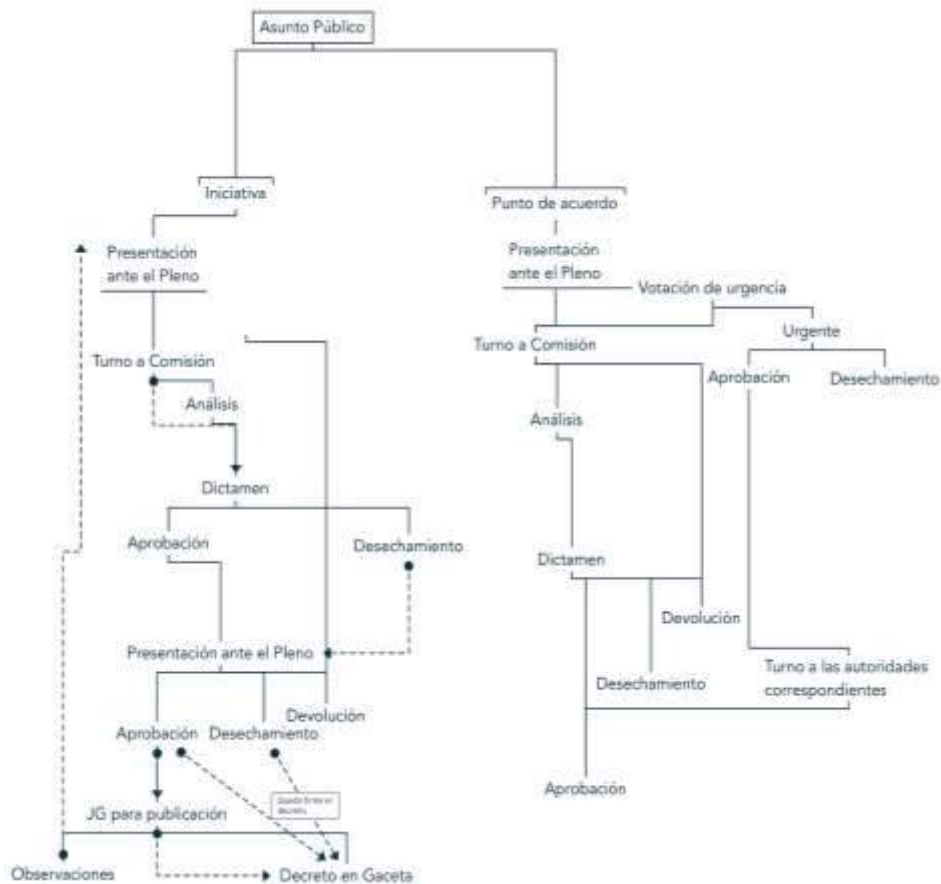 Asunto Público
Iniciativa
Punto de acuerdo
Presentación
ante el Pleno
Presentación
ante el Pleno
Votación de urgencia
Urgente
Turno a Comisión
Turno a Comisión
Aprobación
Desechamiento
Análisis
Análisis
Dictamen
Aprobación
Desechamiento
Dictamen
Devolución
Presentación ante el Pleno
Desechamiento
Turno a las autoridades
correspondientes
Devolución
Aprobación
Desechamiento
Aprobación
JG para publicación
decreto
Observaciones
Decreto en Gaceta